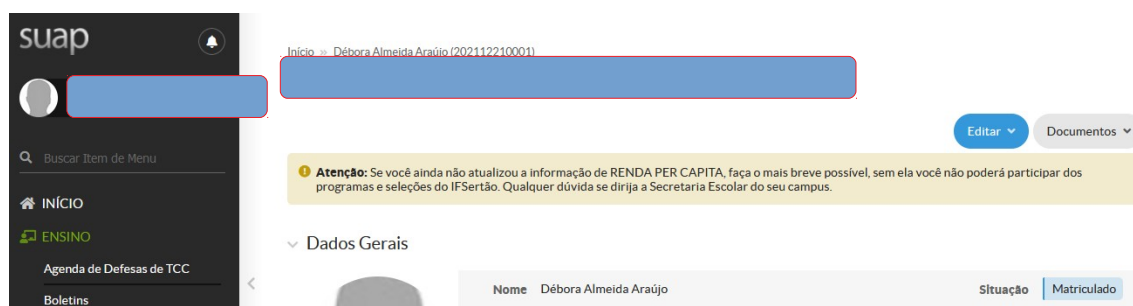 suap
Início » Débora Almeida Araújo (202112210001)
Editar
Documentos
Buscar Item de Menu
Atenção: Se você ainda não atualizou a informação de RENDA PER CAPITA, faça o mais breve possível, sem ela você não poderá participar dos
programas e seleções do IFSertão. Qualquer dúvida se dirija a Secretaria Escolar do seu campus.
INÍCIO
ENSINO
Dados Gerais
Agenda de Defesas de TCC
Nome Débora Almeida Araújo Situação Matriculado
Boletins